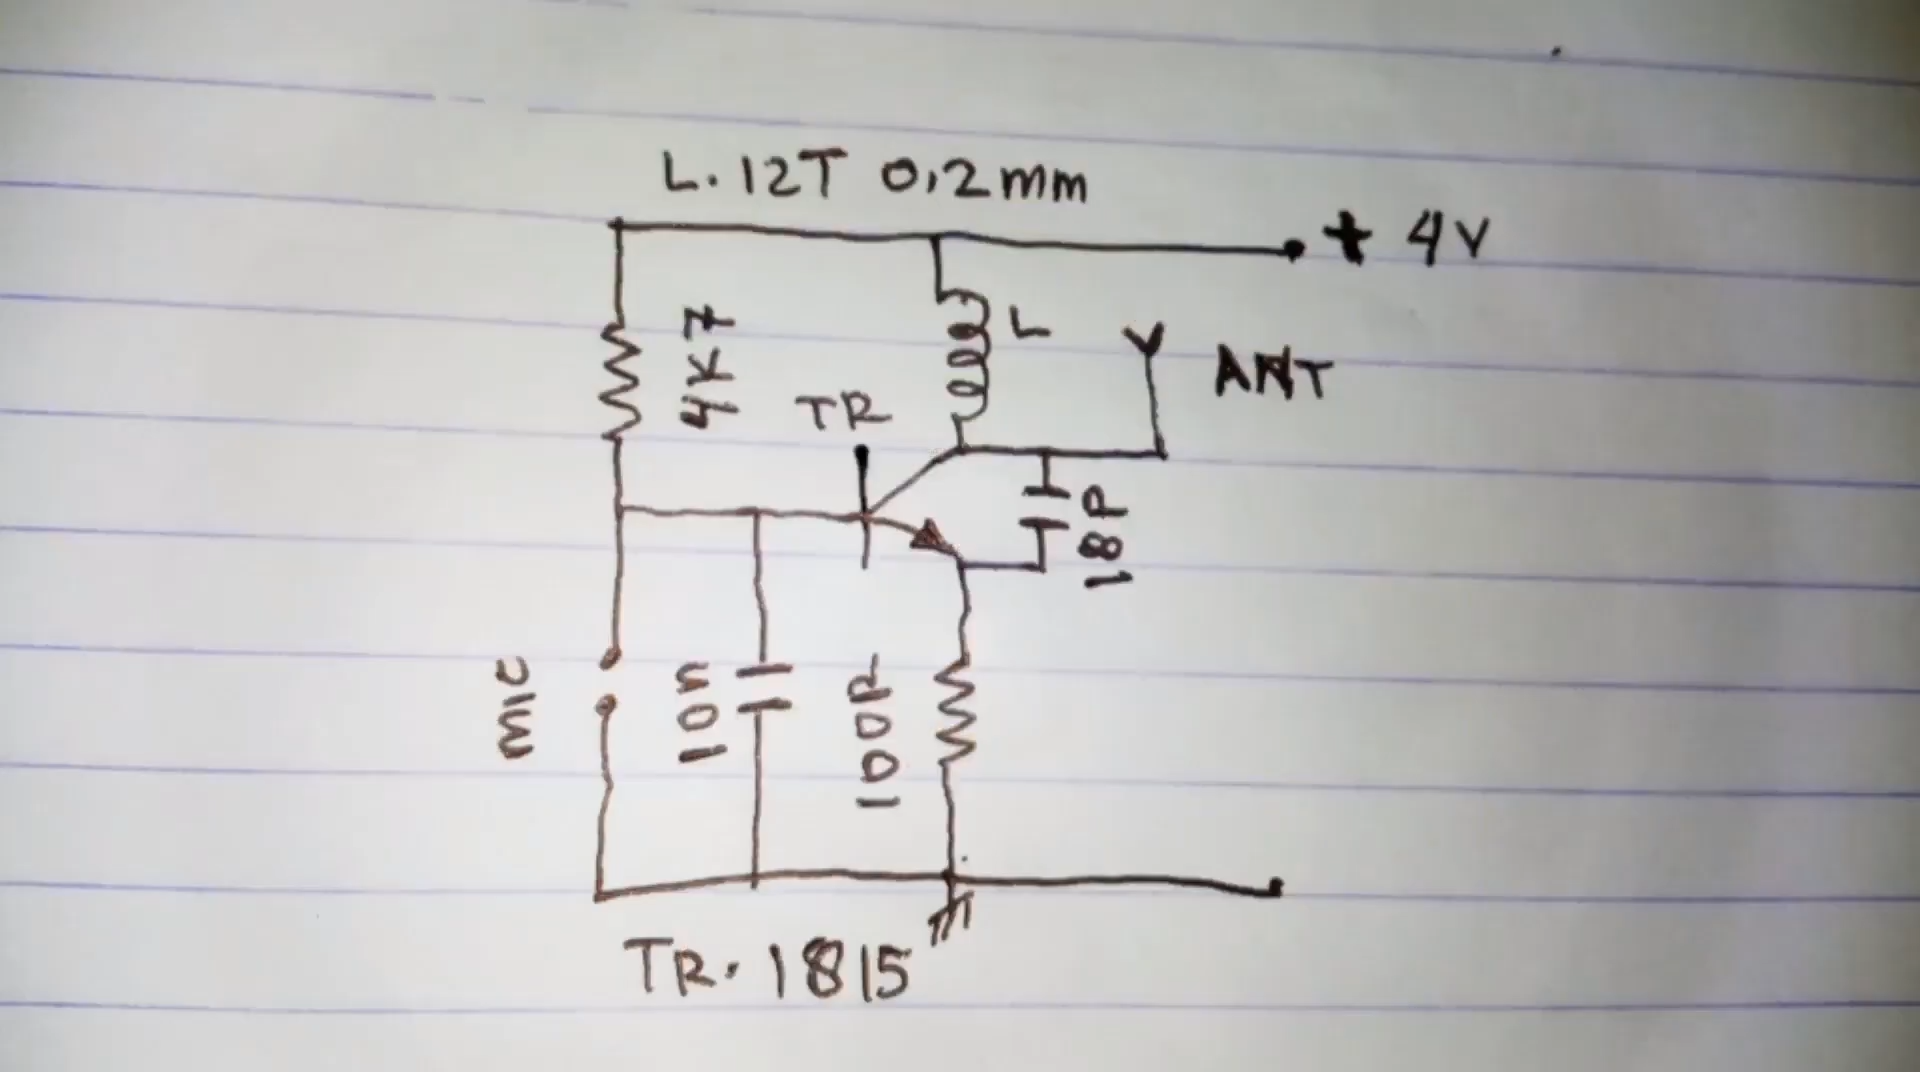 L. 12T 0,2mm
+ 4V
4K7
L
ANT
TR
18P
MIC
10n
100R
TR. 1815